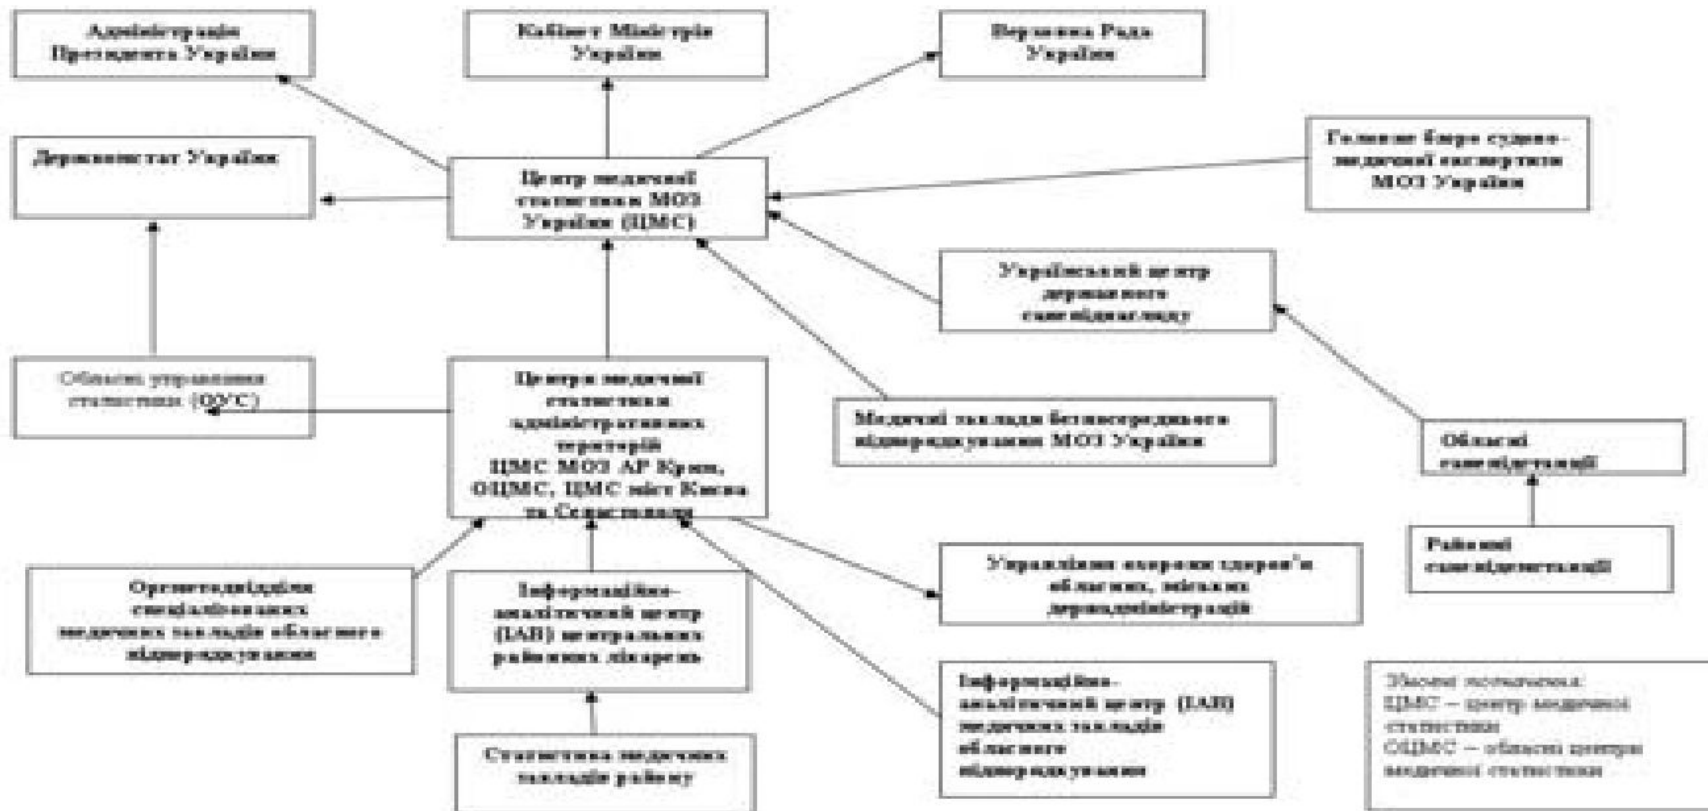 Адміністрація
Президента України
Кабінет Міністрів
України
Верховна Рада
України
Держкомстат України
Центр медичної
статистики МОЗ
України (ЦМС)
Головне бюро судово-
медичної експертизи
МОЗ України
Український центр
державного
санепіднагляду
Обласні управління
статистики (ОУС)
Центри медичної
статистики
адміністративних
територій
ЦМС МОЗ АР Крим,
ОЦМС, ЦМС міст Києва
та Севастополя
Медичні заклади безпосереднього
підпорядкування МОЗ України
Обласні
санепідстанції
Районні
санепідемстанції
Оргметодвідділи
спеціалізованих
медичних закладів обласного
підпорядкування
Інформаційно-
аналітичний центр
(ІАВ) центральних
районних лікарень
Управління охорони здоров'я
обласних, міських
держадміністрацій
Інформаційно-
аналітичний центр (ІАВ)
медичних закладів
обласного
підпорядкування
Статистика медичних
закладів району
Умовні позначення:
ЦМС – центр медичної
статистики
ОЦМС – обласні центри
медичної статистики